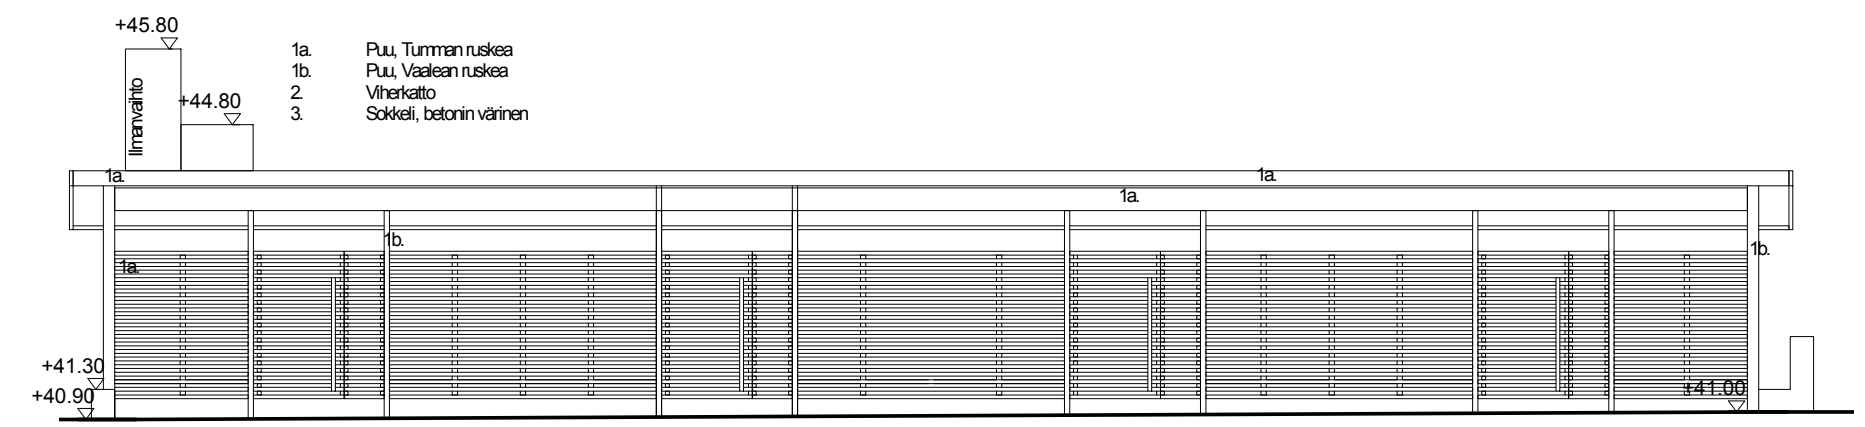 +45.80
1a. Puu, Tumman ruskea
1b. Puu, Vaalean ruskea
2. Viherkatto
3. Sokkeli, betonin värinen
Ilmanvaihto
+44.80
1a.
1a.
1a.
1b.
1b.
1a.
+41.30
+40.90
+41.00